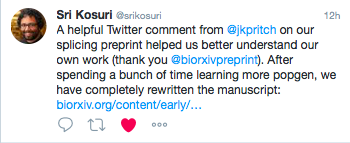 Sri Kosuri @srikosuri 12h
A helpful Twitter comment from @jkpritch on our
splicing preprint helped us better understand our
own work (thank you @biorxivpreprint). After
spending a bunch of time learning more popgen, we
have completely rewritten the manuscript:
biorxiv.org/content/early/…